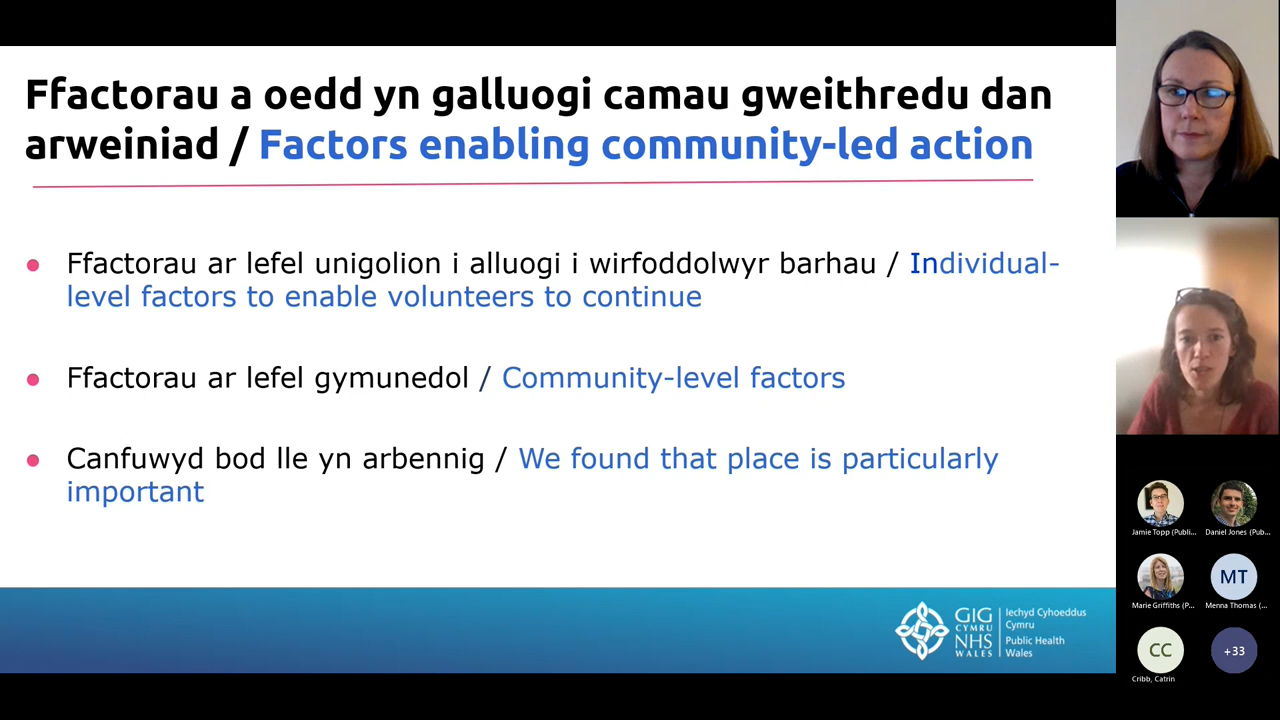 Ffactorau a oedd yn galluogi camau gweithredu dan
arweiniad / Factors enabling community-led action
Ffactorau ar lefel unigolion i alluogi i wirfoddolwyr barhau / Individual-
level factors to enable volunteers to continue
Ffactorau ar lefel gymunedol / Community-level factors
Canfuwyd bod lle yn arbennig / We found that place is particularly
important
GIG
CYMRU
NHS
WALES
Iechyd Cyhoeddus
Cymru
Public Health
Wales
Jamie Topp (Publi...
Daniel Jones (Pub...
Marie Griffiths (P...
MT
Menna Thomas (...
CC
Cribb, Catrin
+33